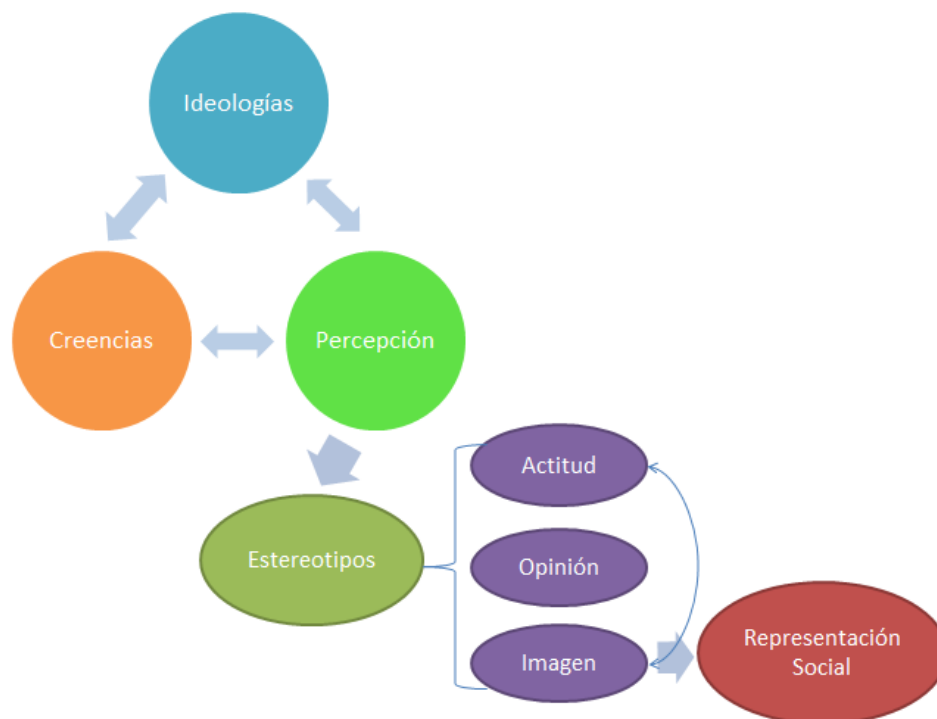 Ideologías
Creencias
Percepción
Actitud
Estereotipos
Opinión
Imagen
Representación
Social